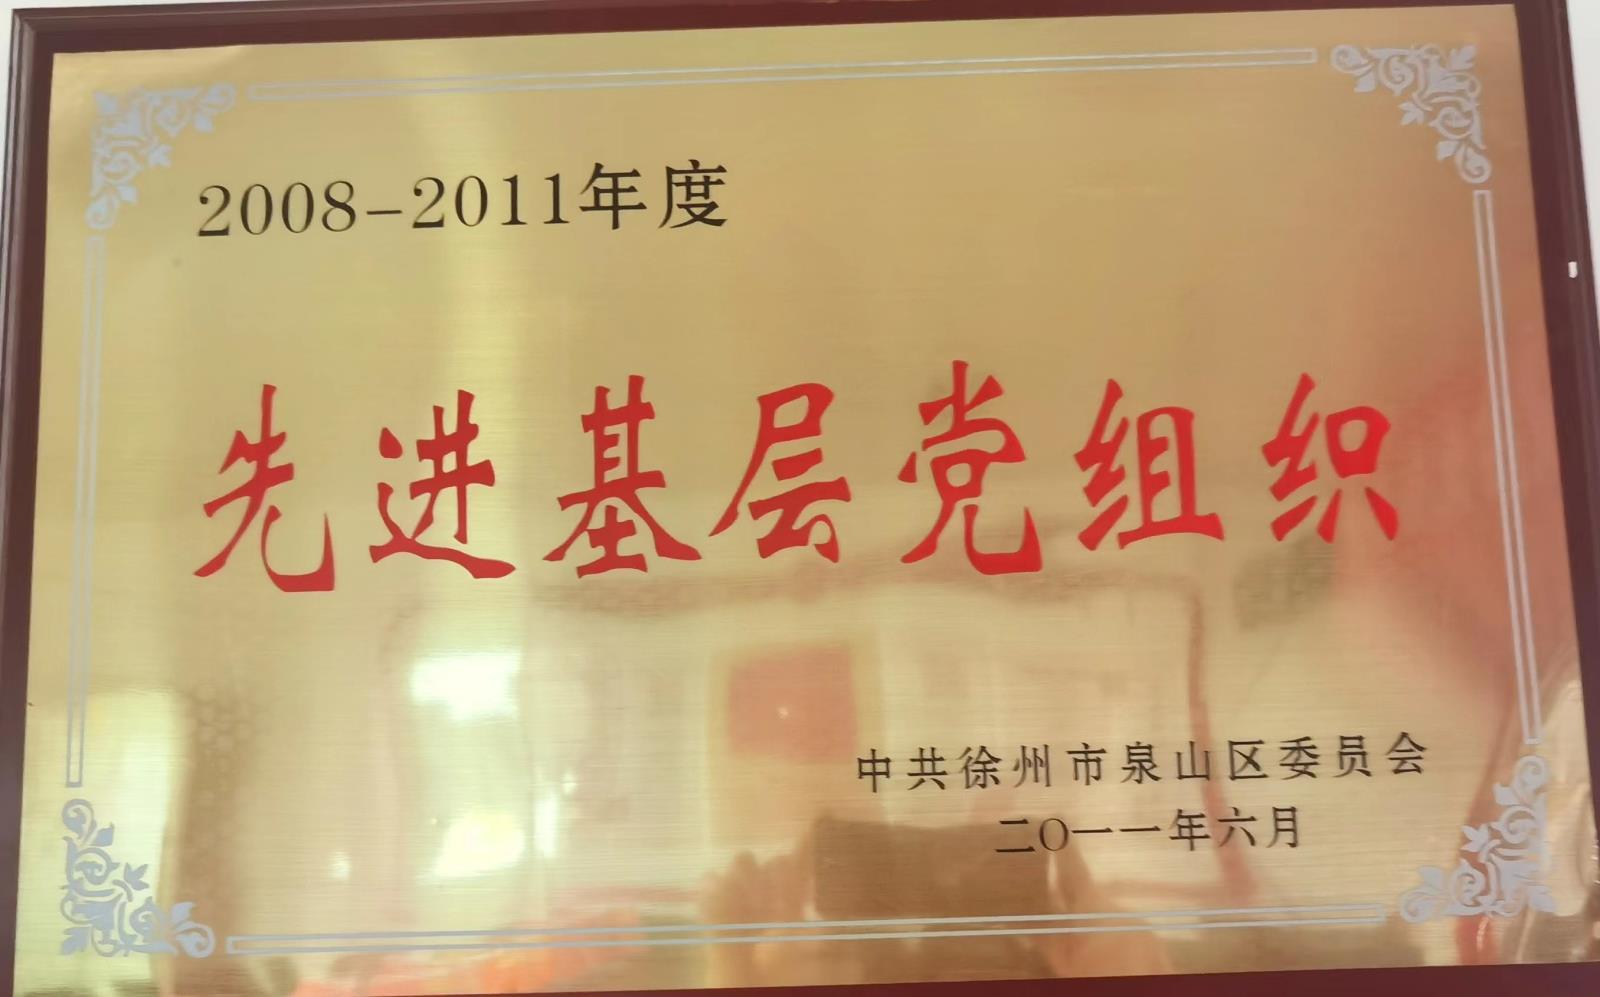 2008-2011年度
先进基层党组织
中共徐州市泉山区委员会
二〇一一年六月